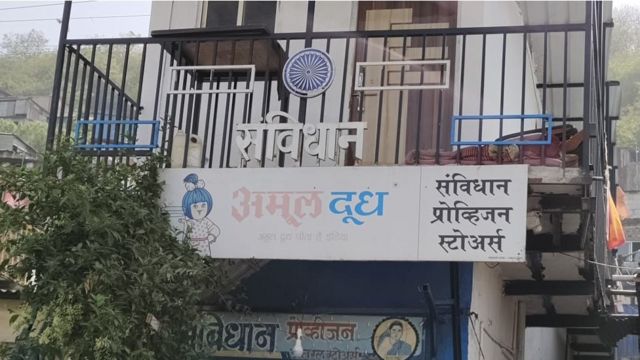 संविधान
अमूल दूध
अमूल दूध पीता है इंडिया
संविधान
प्रोव्हिजन
स्टोअर्स
प्रोव्हीजन